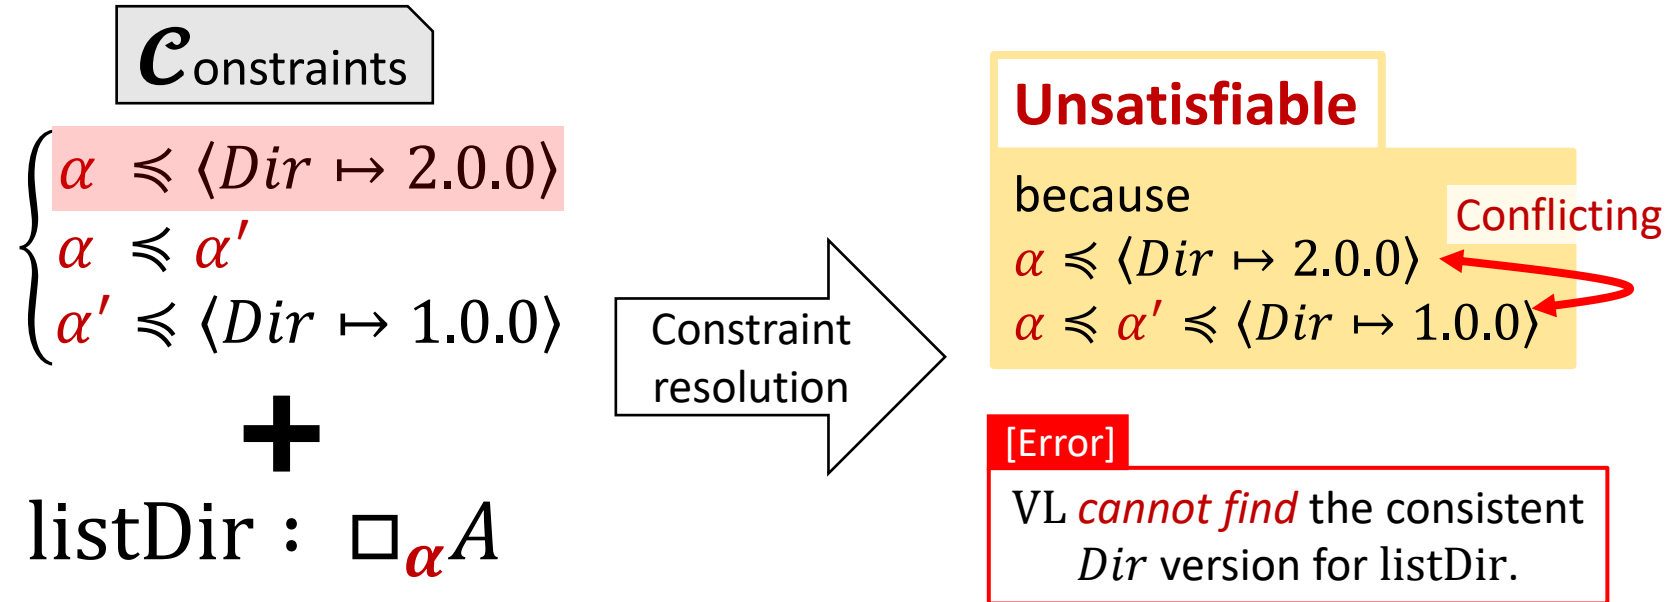 𝓒onstraints
α ≼ ⟨Dir ↦ 2.0.0⟩
α ≼ α′
α′ ≼ ⟨Dir ↦ 1.0.0⟩
+
listDir : □α A
Constraint
resolution
Unsatisfiable
because
Conflicting
α ≼ ⟨Dir ↦ 2.0.0⟩
α ≼ α′ ≼ ⟨Dir ↦ 1.0.0⟩
[Error]
VL cannot find the consistent
Dir version for listDir.